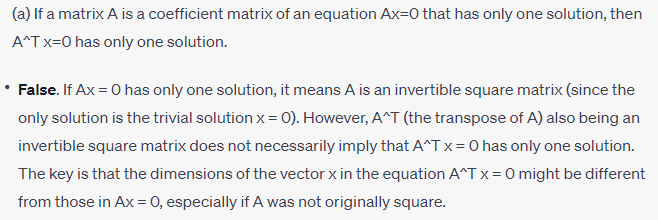 (a) If a matrix A is a coefficient matrix of an equation Ax=0 that has only one solution, then
A^T x=0 has only one solution.
• False. If Ax = 0 has only one solution, it means A is an invertible square matrix (since the
only solution is the trivial solution x = 0). However, A^T (the transpose of A) also being an
invertible square matrix does not necessarily imply that A^T x = 0 has only one solution.
The key is that the dimensions of the vector x in the equation A^T x = 0 might be different
from those in Ax = 0, especially if A was not originally square.